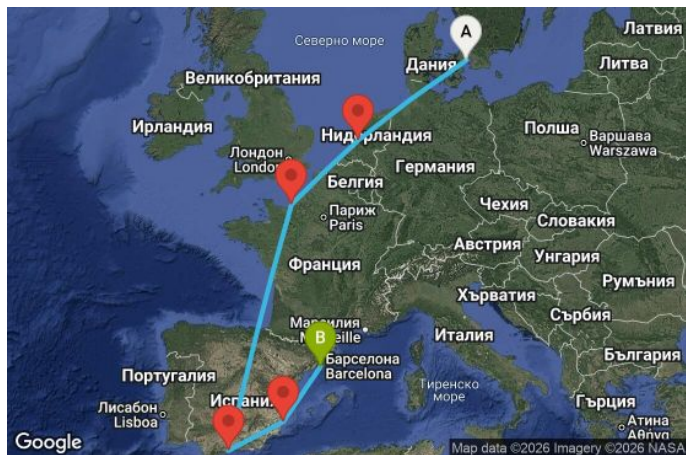 Латвия
Северно море
A
Дания
Литва
Великобритания
Нидерландия
Ирландия
Полша
Варшава
Warszawa
Лондон
London
Германия
Белгия
Чехия
Париж
Paris
Словакия
Австрия
Унгария
Франция
Румъния
Хърватия
Марсилия
Сърбия
B
Италия
Барселона
Barcelona
България
Португалия
Тиренско
море
Гърция
Лисабон
Lisboa
Атина
Αθήνα
Google
Map data ©2026 Imagery ©2026 NASA